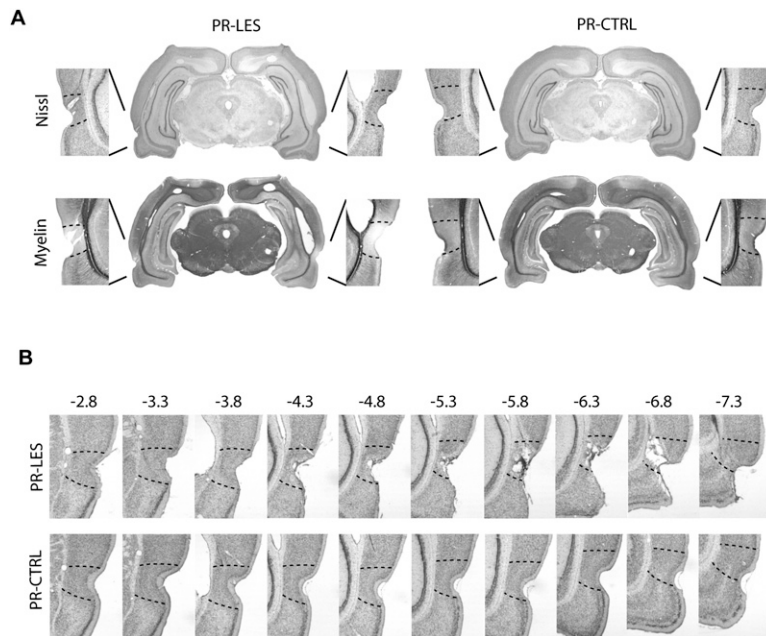 A
PR-LES PR-CTRL
Nissl
Myelin
B
-2.8 -3.3 -3.8 -4.3 -4.8 -5.3 -5.8 -6.3 -6.8 -7.3
PR-LES
PR-CTRL